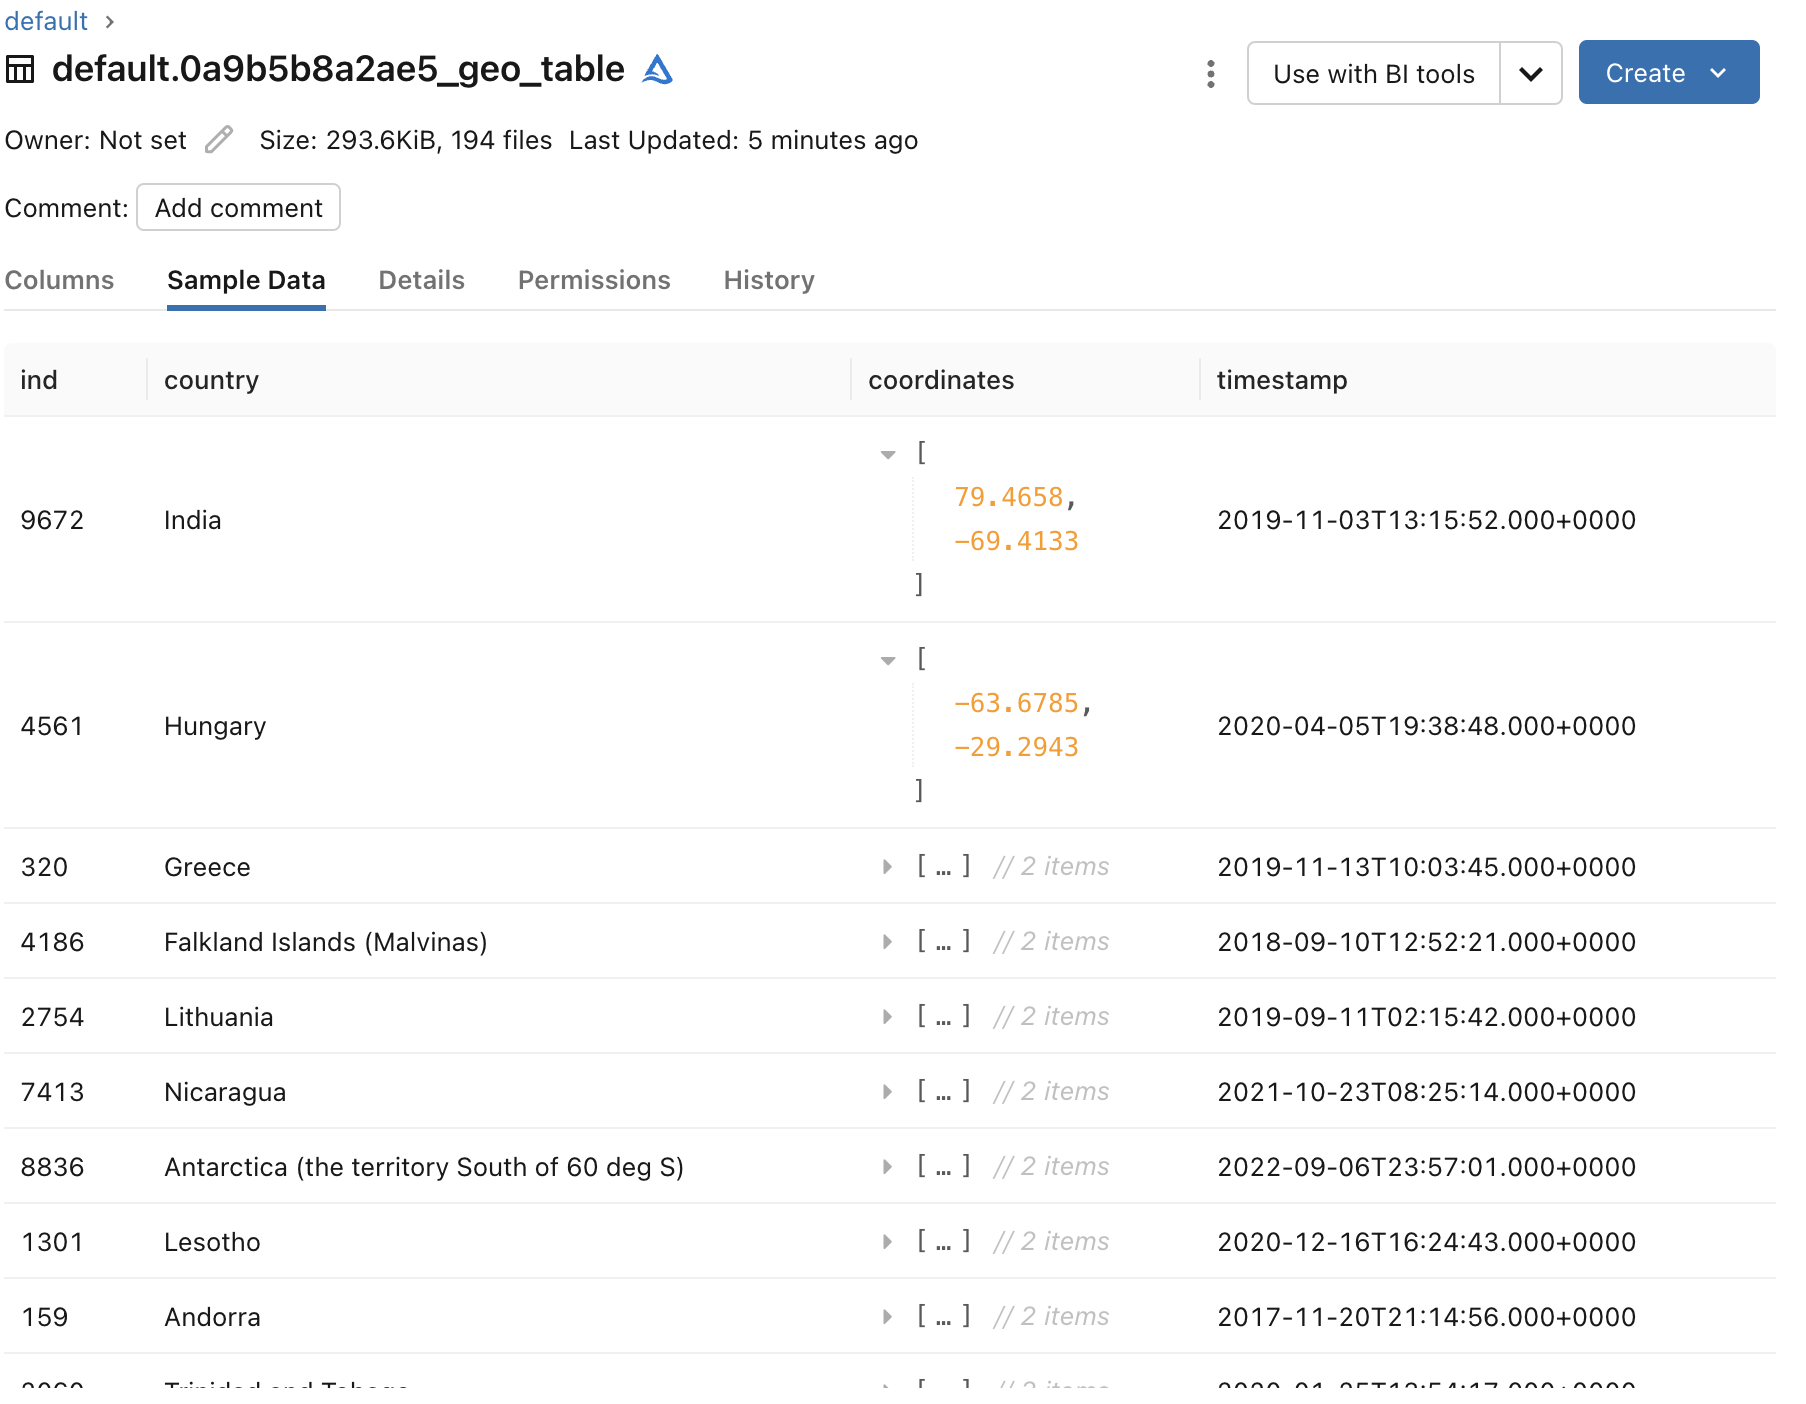 default >
default.0a9b5b8a2ae5_geo_table
Use with BI tools
Create
Owner: Not set Size: 293.6KiB, 194 files Last Updated: 5 minutes ago
Comment: Add comment
Columns Sample Data Details Permissions History
ind country coordinates timestamp
[
79.4658,
9672 India 2019-11-03T13:15:52.000+0000
-69.4133
]
[
-63.6785,
4561 Hungary 2020-04-05T19:38:48.000+0000
-29.2943
]
320 Greece [ … ] // 2 items 2019-11-13T10:03:45.000+0000
4186 Falkland Islands (Malvinas) [ … ] // 2 items 2018-09-10T12:52:21.000+0000
2754 Lithuania [ … ] // 2 items 2019-09-11T02:15:42.000+0000
7413 Nicaragua [ … ] // 2 items 2021-10-23T08:25:14.000+0000
8836 Antarctica (the territory South of 60 deg S) [ … ] // 2 items 2022-09-06T23:57:01.000+0000
1301 Lesotho [ … ] // 2 items 2020-12-16T16:24:43.000+0000
159 Andorra [ … ] // 2 items 2017-11-20T21:14:56.000+0000
Trinidad and Tobago [ … ] // 2 items